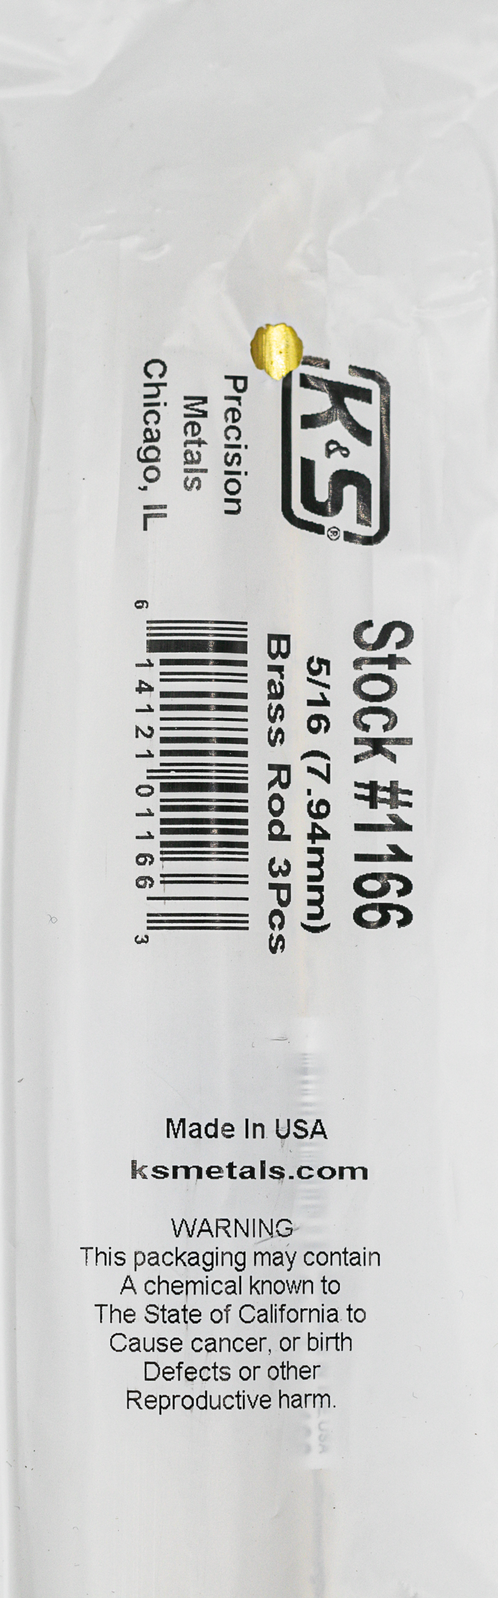 K&S®
Precision
Metals
Chicago, IL
Stock #1166
5/16 (7.94mm)
Brass Rod 3Pcs
6 14121 01166 3
Made In USA
ksmetals.com
WARNING
This packaging may contain
A chemical known to
The State of California to
Cause cancer, or birth
Defects or other
Reproductive harm.